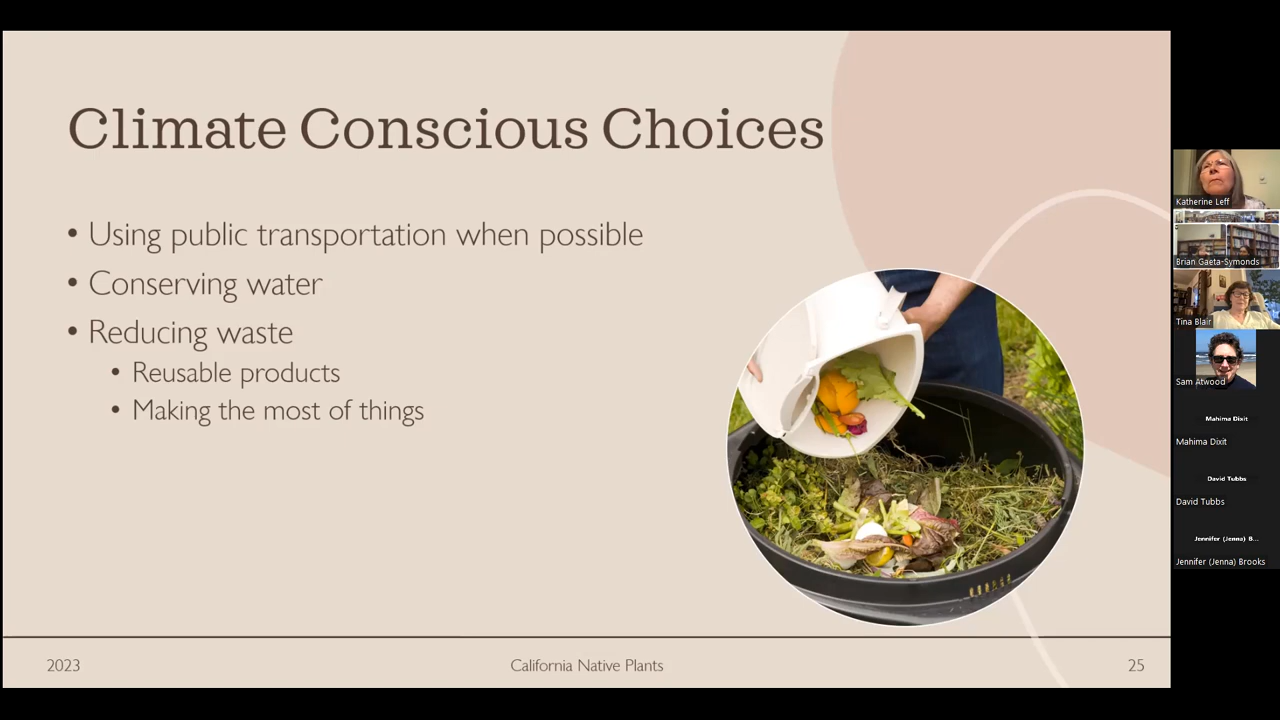 Climate Conscious Choices
• Using public transportation when possible
• Conserving water
• Reducing waste
• Reusable products
• Making the most of things
2023
California Native Plants
25
Katherine Leff
Brian Gaeta-Symonds
Tina Blair
Sam Atwood
Mahima Dixit
Mahima Dixit
David Tubbs
David Tubbs
Jennifer (Jenna) B...
Jennifer (Jenna) Brooks